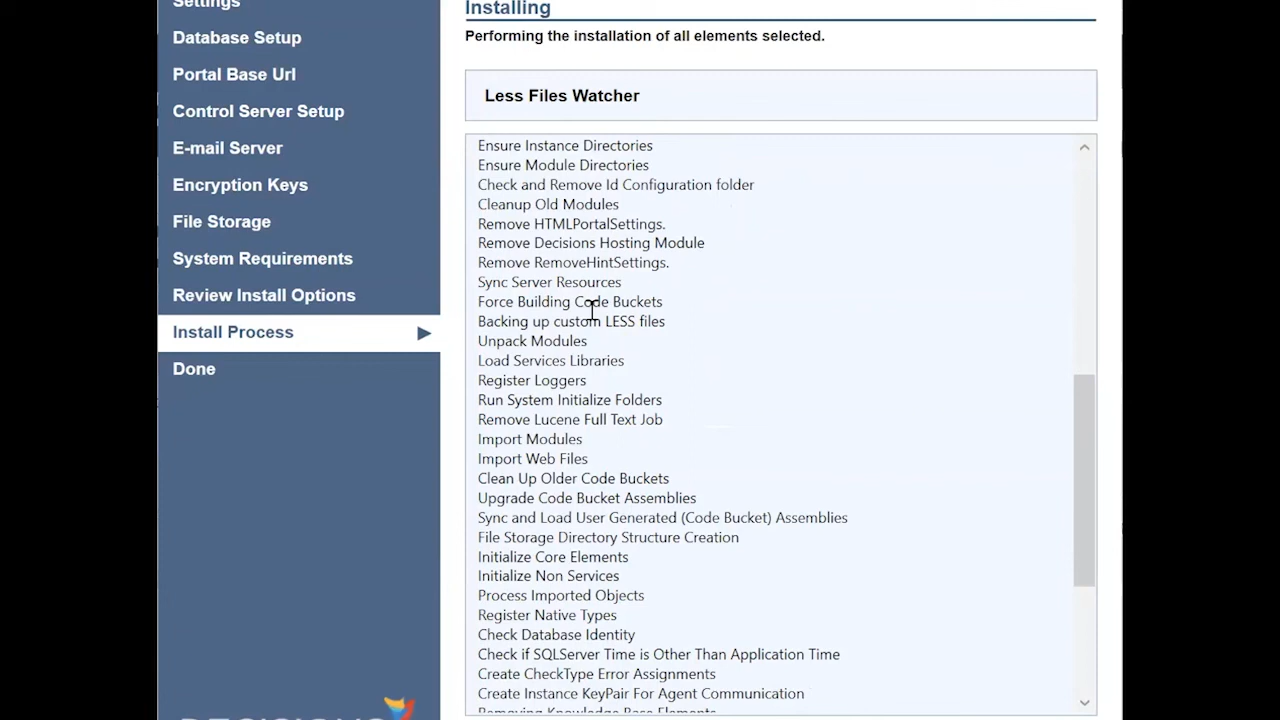 Settings
Database Setup
Portal Base Url
Control Server Setup
E-mail Server
Encryption Keys
File Storage
System Requirements
Review Install Options
Install Process
Done
DECISIONS
Installing
Performing the installation of all elements selected.
Less Files Watcher
Ensure Instance Directories
Ensure Module Directories
Check and Remove Id Configuration folder
Cleanup Old Modules
Remove HTMLPortalSettings.
Remove Decisions Hosting Module
Remove RemoveHintSettings.
Sync Server Resources
Force Building Code Buckets
Backing up custom LESS files
Unpack Modules
Load Services Libraries
Register Loggers
Run System Initialize Folders
Remove Lucene Full Text Job
Import Modules
Import Web Files
Clean Up Older Code Buckets
Upgrade Code Bucket Assemblies
Sync and Load User Generated (Code Bucket) Assemblies
File Storage Directory Structure Creation
Initialize Core Elements
Initialize Non Services
Process Imported Objects
Register Native Types
Check Database Identity
Check if SQLServer Time is Other Than Application Time
Create CheckType Error Assignments
Create Instance KeyPair For Agent Communication
Removing Knowledge Base Elements